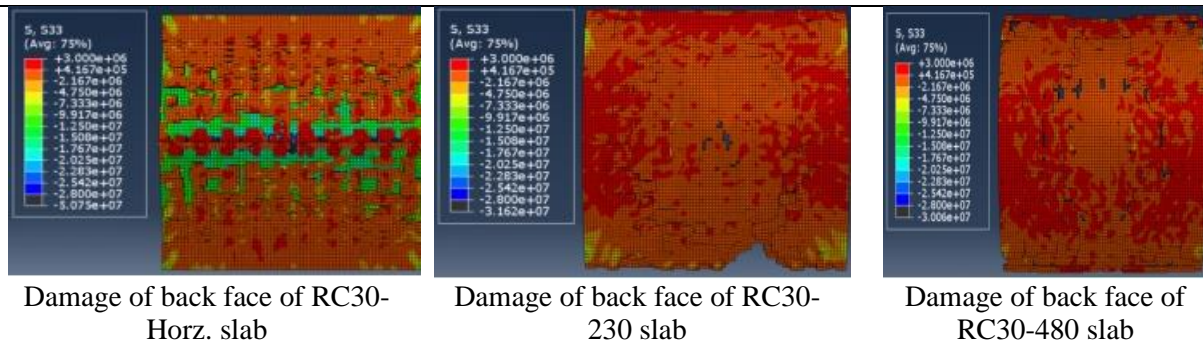 S, S33
(Avg: 75%)
+3.000e+06
+4.167e+05
-2.167e+06
-4.750e+06
-7.333e+06
-9.917e+06
-1.250e+07
-1.508e+07
-1.767e+07
-2.025e+07
-2.283e+07
-2.542e+07
-2.800e+07
-5.075e+07
Damage of back face of RC30-
Horz. slab
S, S33
(Avg: 75%)
+3.000e+06
+4.167e+05
-2.167e+06
-4.750e+06
-7.333e+06
-9.917e+06
-1.250e+07
-1.508e+07
-1.767e+07
-2.025e+07
-2.283e+07
-2.542e+07
-2.800e+07
-3.162e+07
Damage of back face of RC30-
230 slab
S, S33
(Avg: 75%)
+3.000e+06
+4.167e+05
-2.167e+06
-4.750e+06
-7.333e+06
-9.917e+06
-1.250e+07
-1.508e+07
-1.767e+07
-2.025e+07
-2.283e+07
-2.542e+07
-2.800e+07
-3.006e+07
Damage of back face of
RC30-480 slab